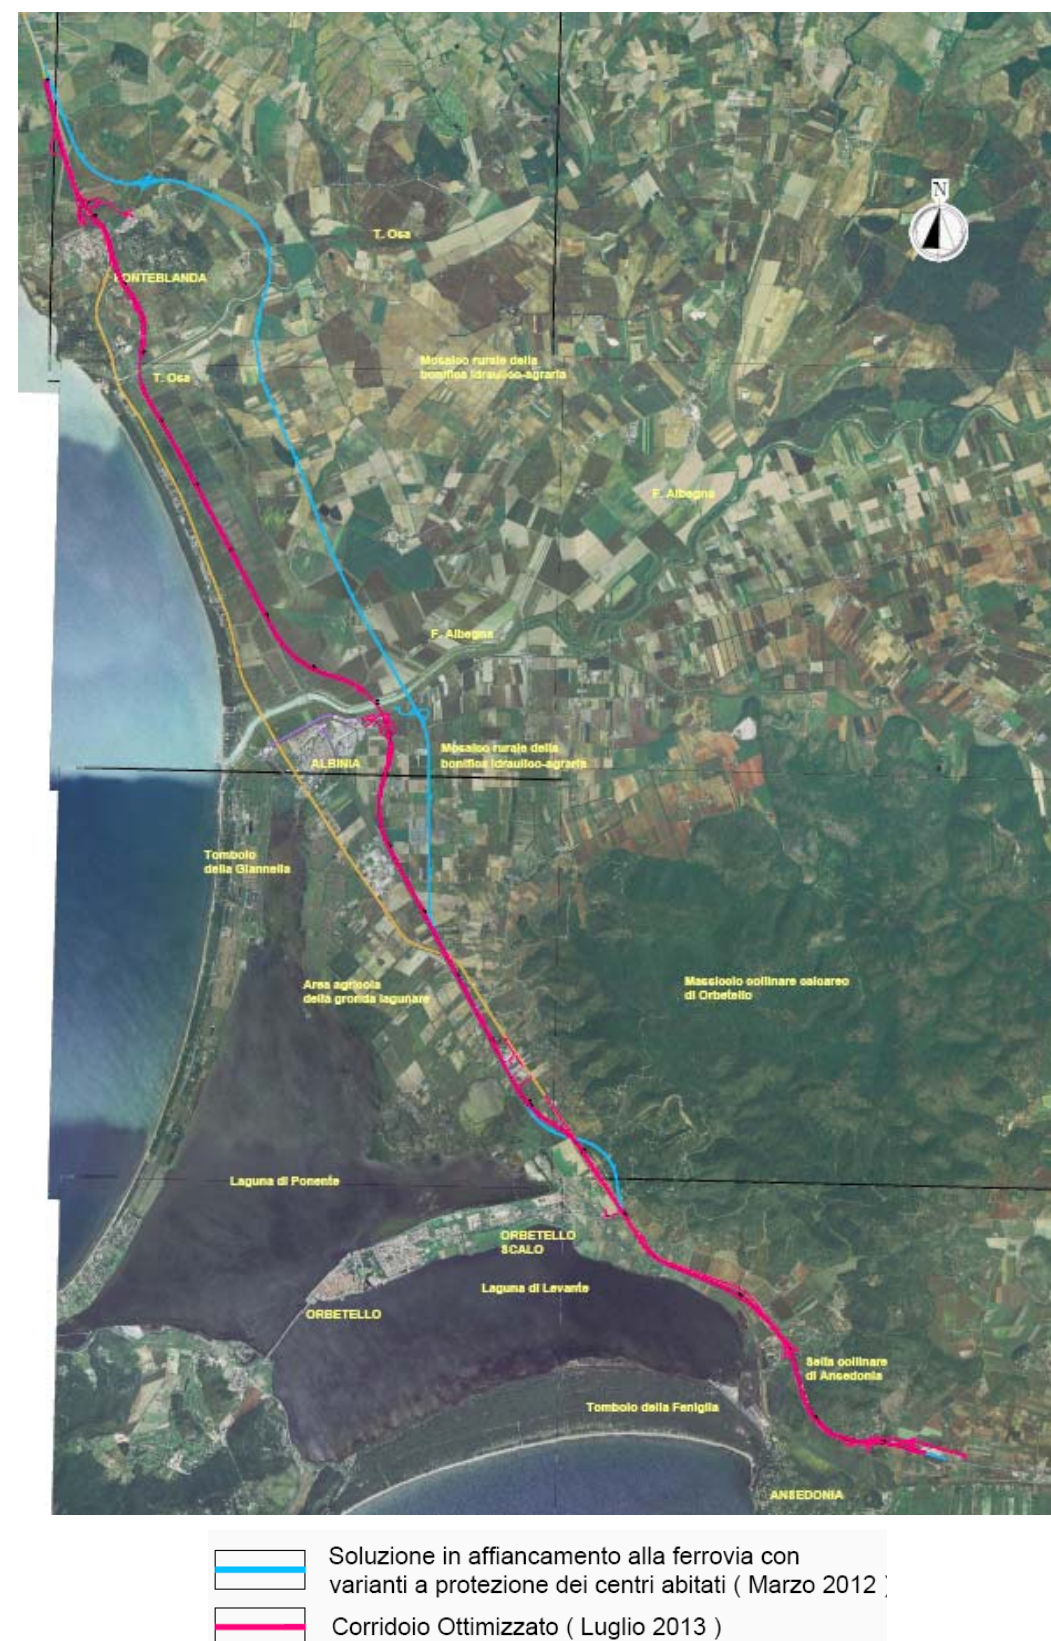 N
T. Osa
FONTEBLANDA
Mosaico rurale della
bonifica idraulico-agraria
T. Osa
F. Albegna
F. Albegna
Mosaico rurale della
bonifica idraulico-agraria
ALBINIA
Tombolo
della Giannella
Massiccio collinare calcareo
di Orbetello
Area agricola
della gronda lagunare
Laguna di Ponente
ORBETELLO
SCALO
Laguna di Levante
ORBETELLO
Sella collinare
di Ansedonia
Tombolo della Feniglia
ANSEDONIA
Soluzione in affiancamento alla ferrovia con
varianti a protezione dei centri abitati ( Marzo 2012 )
Corridoio Ottimizzato ( Luglio 2013 )